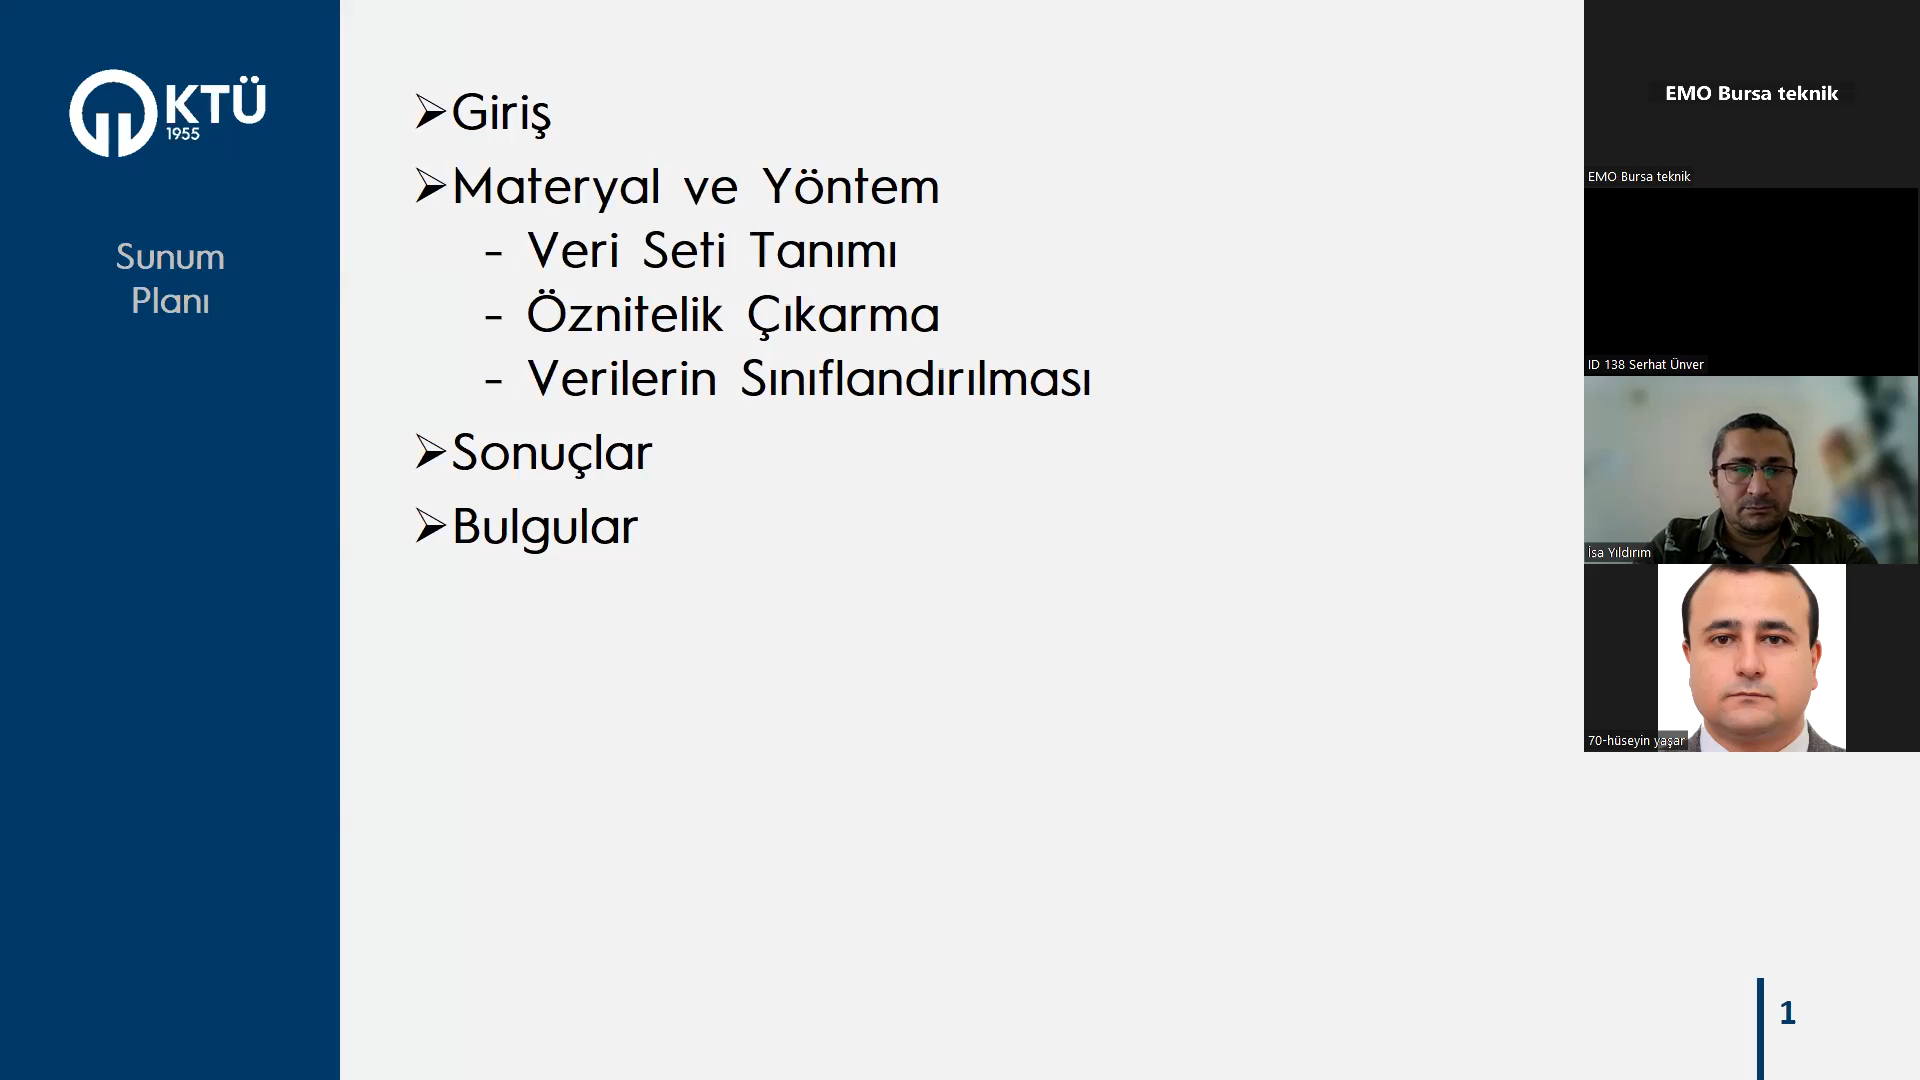 KTÜ
1955
Sunum
Planı
➢Giriş
➢Materyal ve Yöntem
- Veri Seti Tanımı
- Öznitelik Çıkarma
- Verilerin Sınıflandırılması
➢Sonuçlar
➢Bulgular
1
EMO Bursa teknik
EMO Bursa teknik
ID 138 Serhat Ünver
İsa Yıldırım
70-hüseyin yaşar